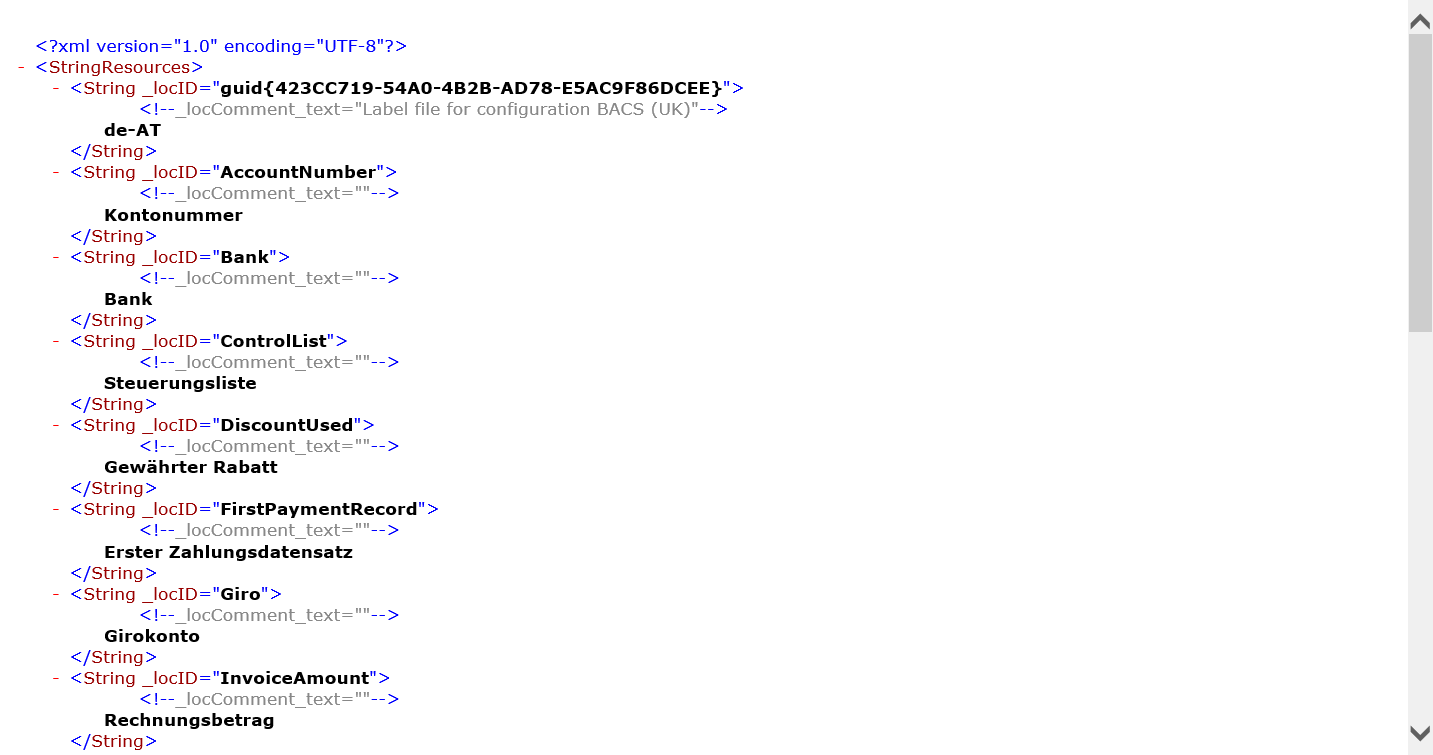 <?xml version="1.0" encoding="UTF-8"?>
- <StringResources>
- <String _locID="guid{423CC719-54A0-4B2B-AD78-E5AC9F86DCEE}">
<!--_locComment_text="Label file for configuration BACS (UK)"-->
de-AT
</String>
- <String _locID="AccountNumber">
<!--_locComment_text=""-->
Kontonummer
</String>
- <String _locID="Bank">
<!--_locComment_text=""-->
Bank
</String>
- <String _locID="ControlList">
<!--_locComment_text=""-->
Steuerungsliste
</String>
- <String _locID="DiscountUsed">
<!--_locComment_text=""-->
Gewährter Rabatt
</String>
- <String _locID="FirstPaymentRecord">
<!--_locComment_text=""-->
Erster Zahlungsdatensatz
</String>
- <String _locID="Giro">
<!--_locComment_text=""-->
Girokonto
</String>
- <String _locID="InvoiceAmount">
<!--_locComment_text=""-->
Rechnungsbetrag
</String>